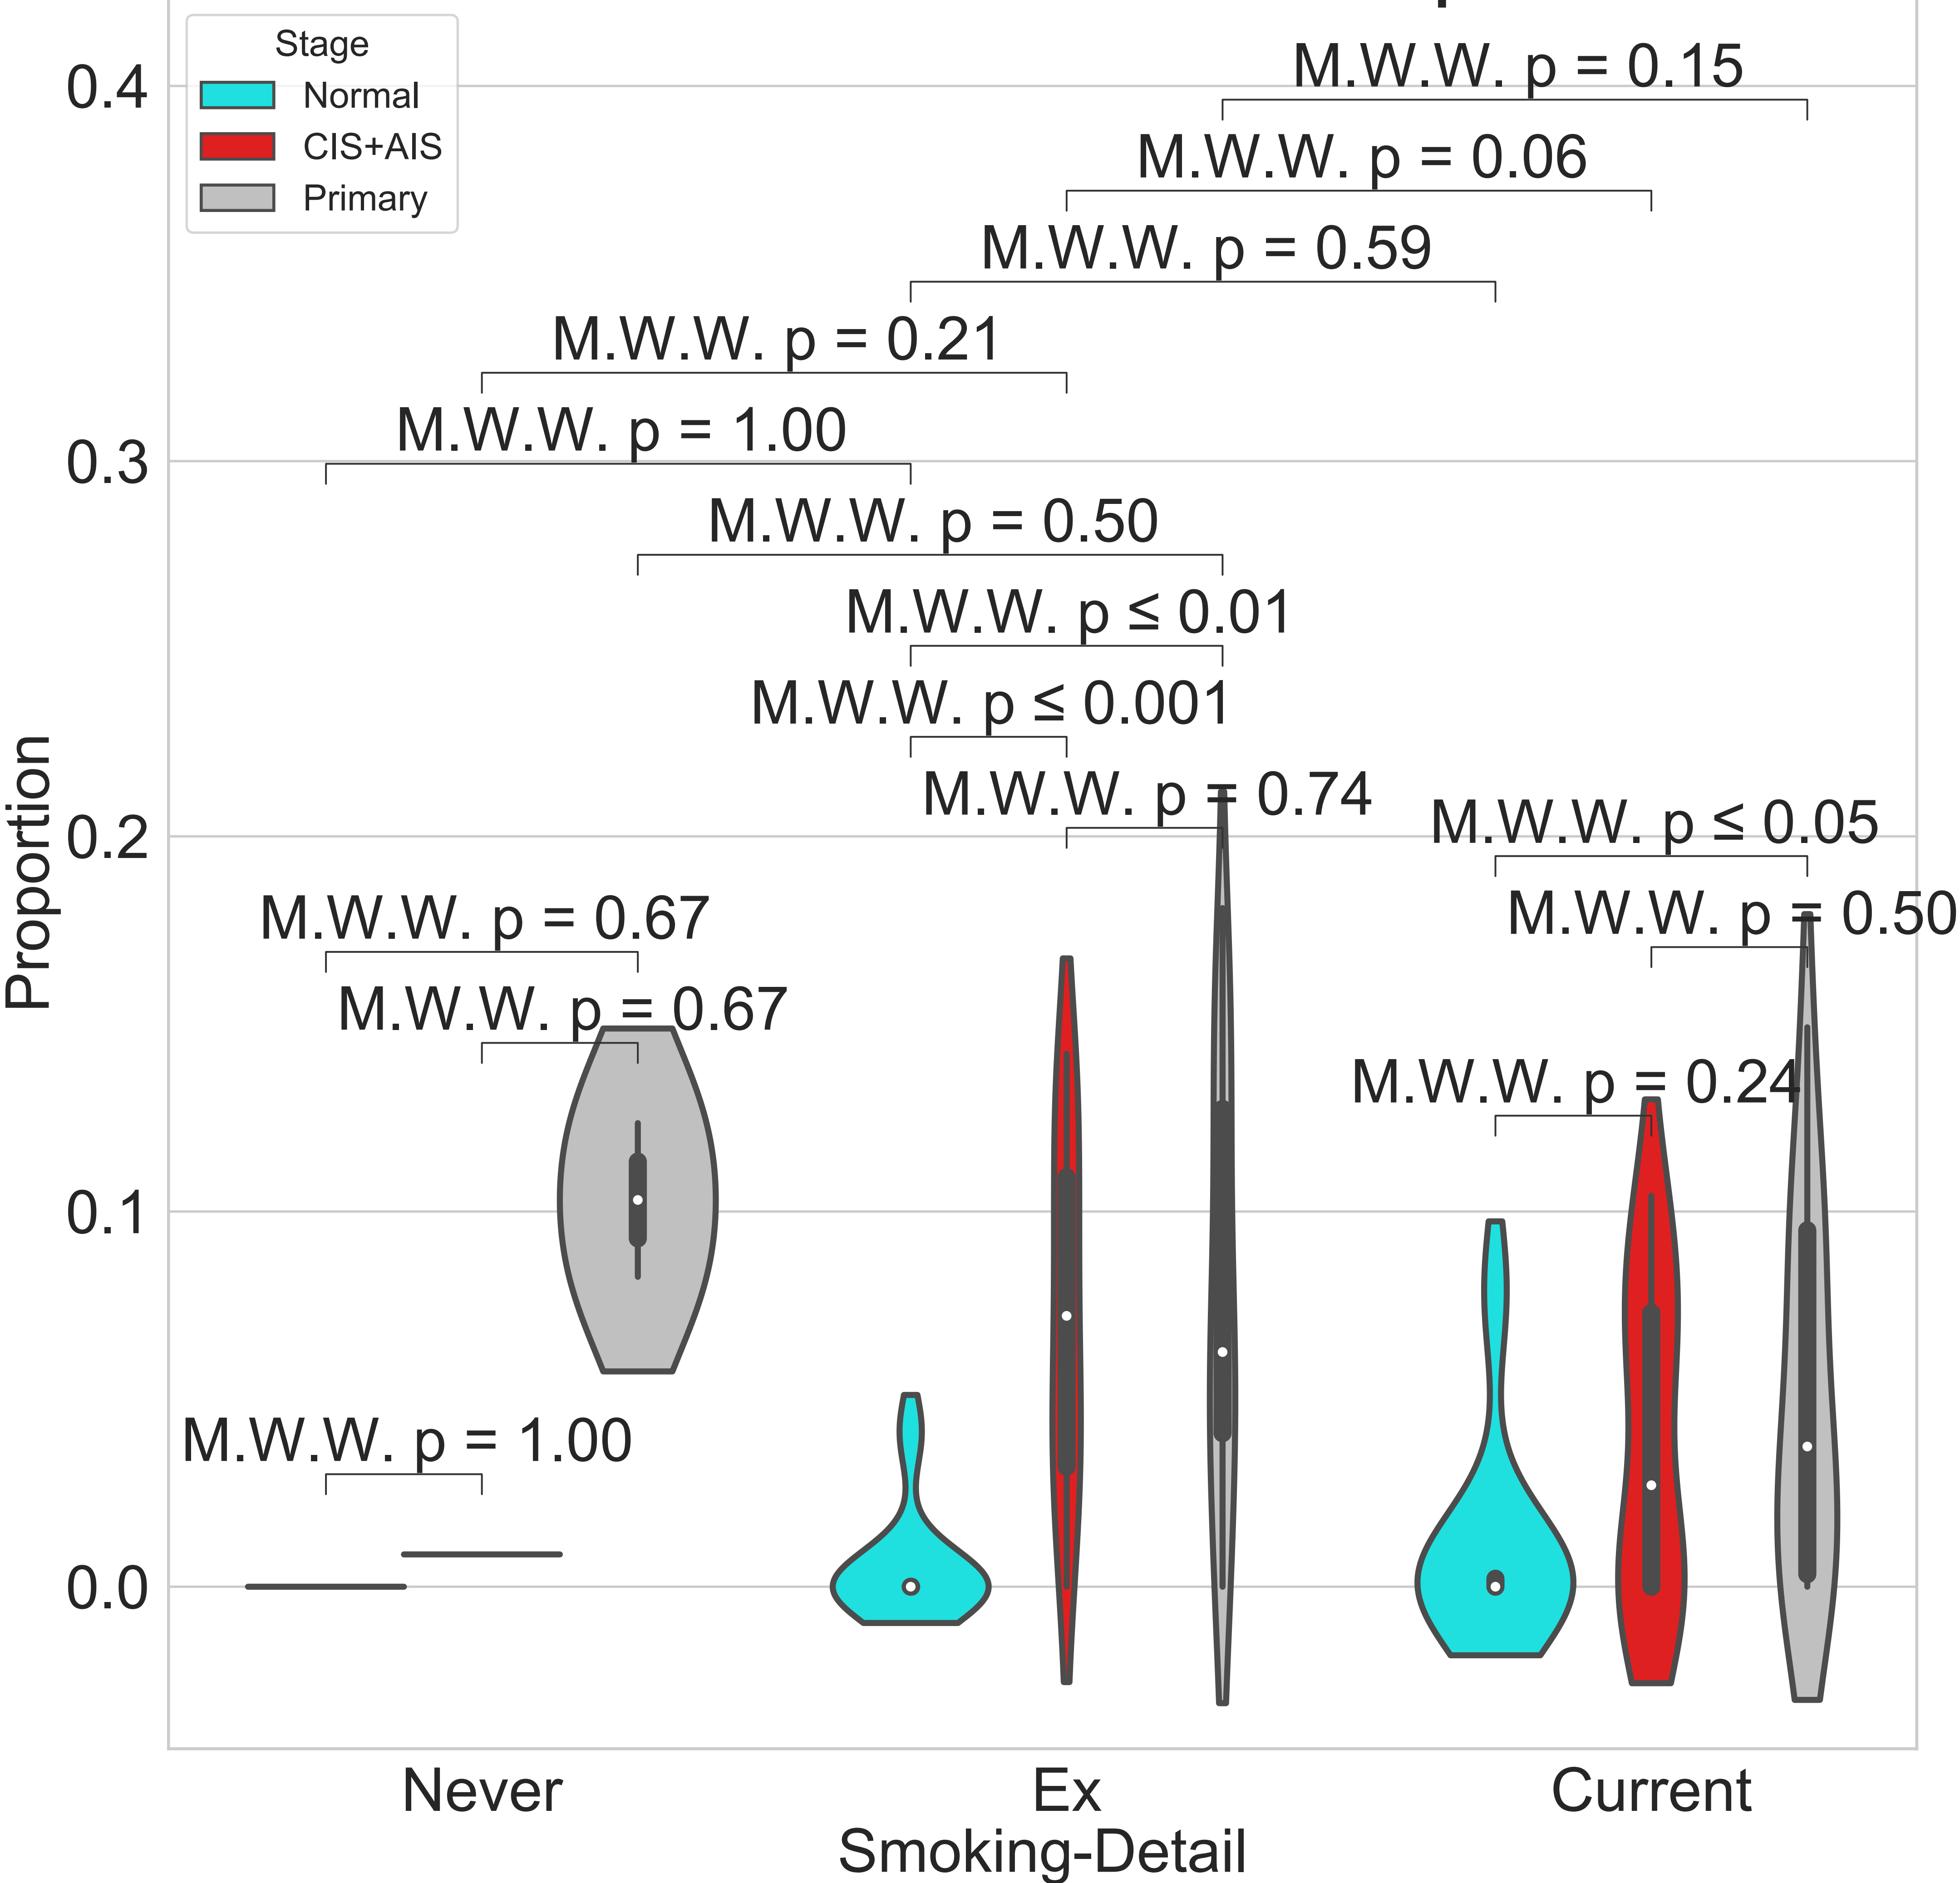 Stage
Normal
CIS+AIS
Primary
M.W.W. p = 0.15
M.W.W. p = 0.06
M.W.W. p = 0.59
M.W.W. p = 0.21
M.W.W. p = 1.00
M.W.W. p = 0.50
M.W.W. p ≤ 0.01
M.W.W. p ≤ 0.001
M.W.W. p = 0.74
M.W.W. p ≤ 0.05
M.W.W. p = 0.50
M.W.W. p = 0.67
M.W.W. p = 0.67
M.W.W. p = 0.24
M.W.W. p = 1.00
0.4
0.3
0.2
0.1
0.0
Proportion
Never
Ex
Current
Smoking-Detail